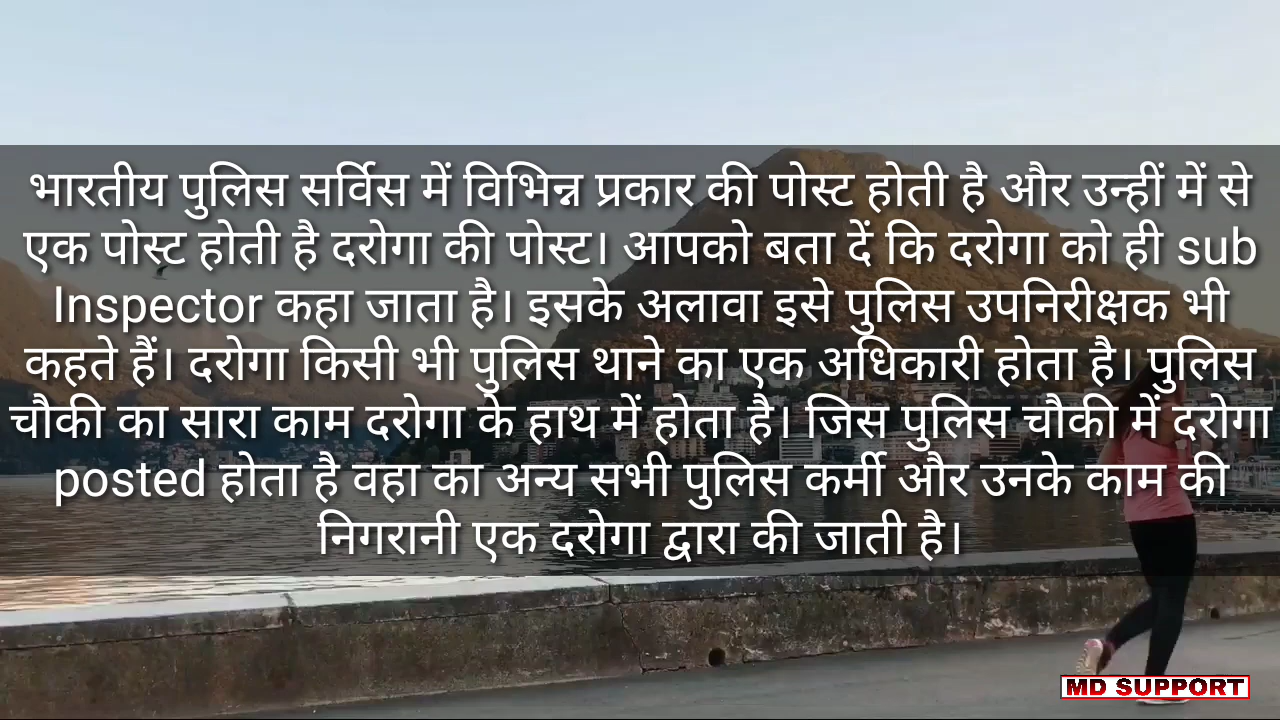 भारतीय पुलिस सर्विस में विभिन्न प्रकार की पोस्ट होती है और उन्हीं में से
एक पोस्ट होती है दरोगा की पोस्ट। आपको बता दें कि दरोगा को ही sub
Inspector कहा जाता है। इसके अलावा इसे पुलिस उपनिरीक्षक भी
कहते हैं। दरोगा किसी भी पुलिस थाने का एक अधिकारी होता है। पुलिस
चौकी का सारा काम दरोगा के हाथ में होता है। जिस पुलिस चौकी में दरोगा
posted होता है वहा का अन्य सभी पुलिस कर्मी और उनके काम की
निगरानी एक दरोगा द्वारा की जाती है।
MD SUPPORT